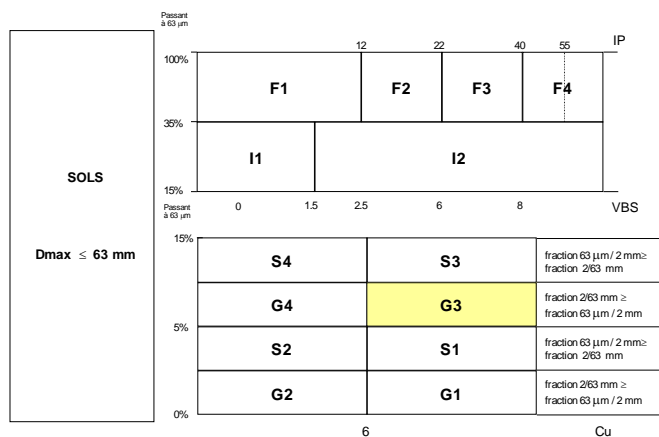 Passant
à 63 µm
12 22 40 55 IP
100%
F1 F2 F3 F4
35%
I1 I2
15%
Passant
à 63 µm
0 1.5 2.5 6 8 VBS
SOLS
Dmax ≤ 63 mm
15%
S4 S3 fraction 63 µm / 2 mm≥
fraction 2/63 mm
G4 G3 fraction 2/63 mm ≥
fraction 63 µm / 2 mm
5%
S2 S1 fraction 63 µm / 2 mm≥
fraction 2/63 mm
G2 G1 fraction 2/63 mm ≥
fraction 63 µm / 2 mm
0%
6 Cu